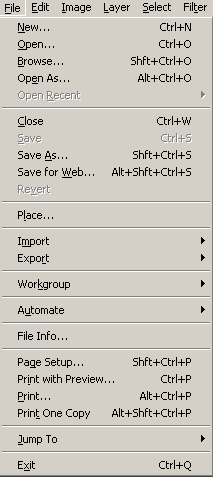 File Edit Image Layer Select Filter
New... Ctrl+N
Open... Ctrl+O
Browse... Shft+Ctrl+O
Open As... Alt+Ctrl+O
Open Recent
Close Ctrl+W
Save Ctrl+S
Save As... Shft+Ctrl+S
Save for Web... Alt+Shft+Ctrl+S
Revert
Place...
Import
Export
Workgroup
Automate
File Info...
Page Setup... Shft+Ctrl+P
Print with Preview... Ctrl+P
Print... Alt+Ctrl+P
Print One Copy Alt+Shft+Ctrl+P
Jump To
Exit Ctrl+Q